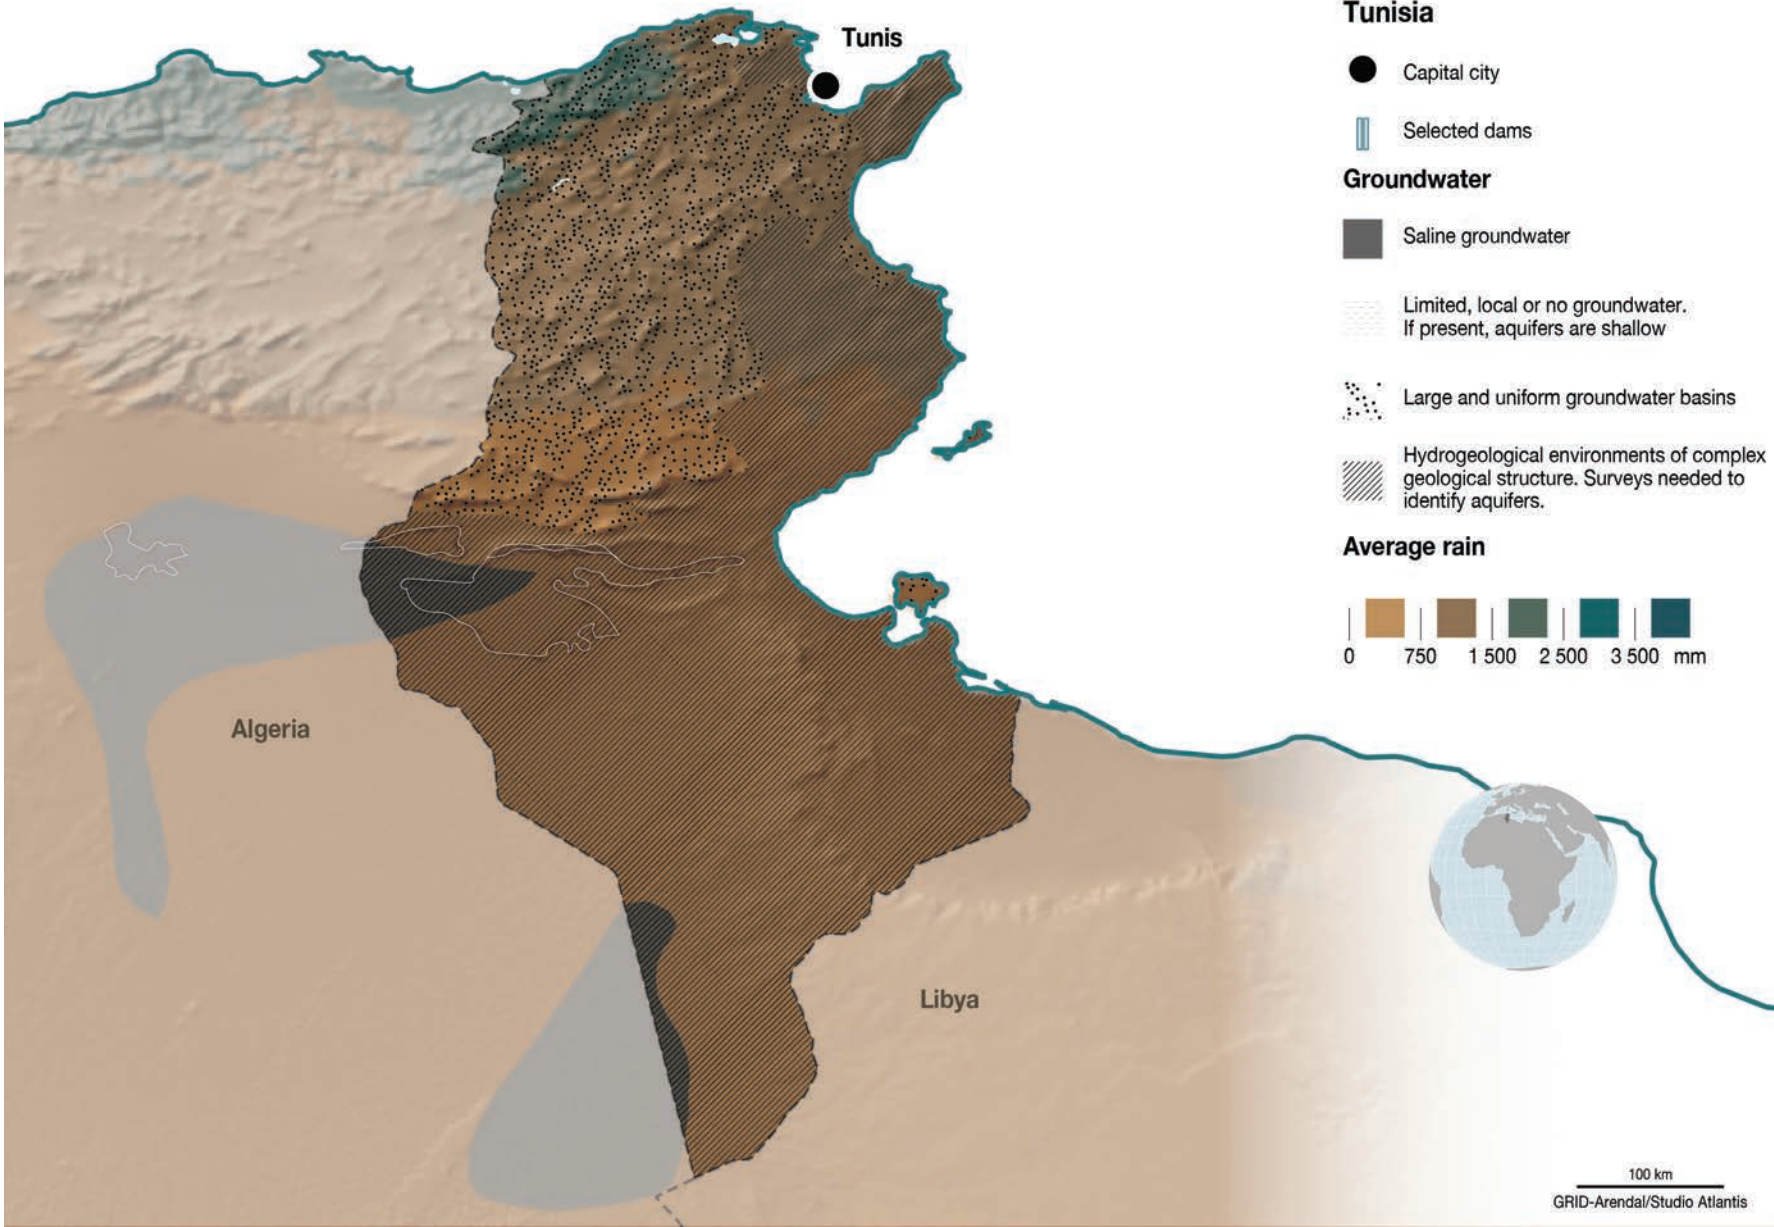 Tunis
Algeria
Libya
Tunisia
Capital city
Selected dams
Groundwater
Saline groundwater
Limited, local or no groundwater.
If present, aquifers are shallow
Large and uniform groundwater basins
Hydrogeological environments of complex
geological structure. Surveys needed to
identify aquifers.
Average rain
0 750 1 500 2 500 3 500 mm
100 km
GRID-Arendal/Studio Atlantis